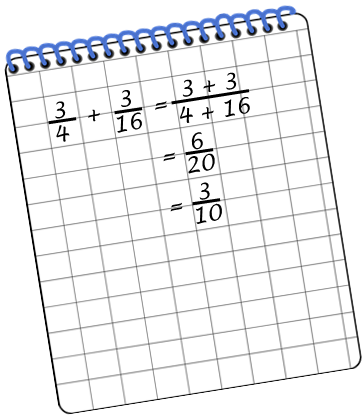 3/4 + 3/16 = (3 + 3)/(4 + 16)
= 6/20
= 3/10